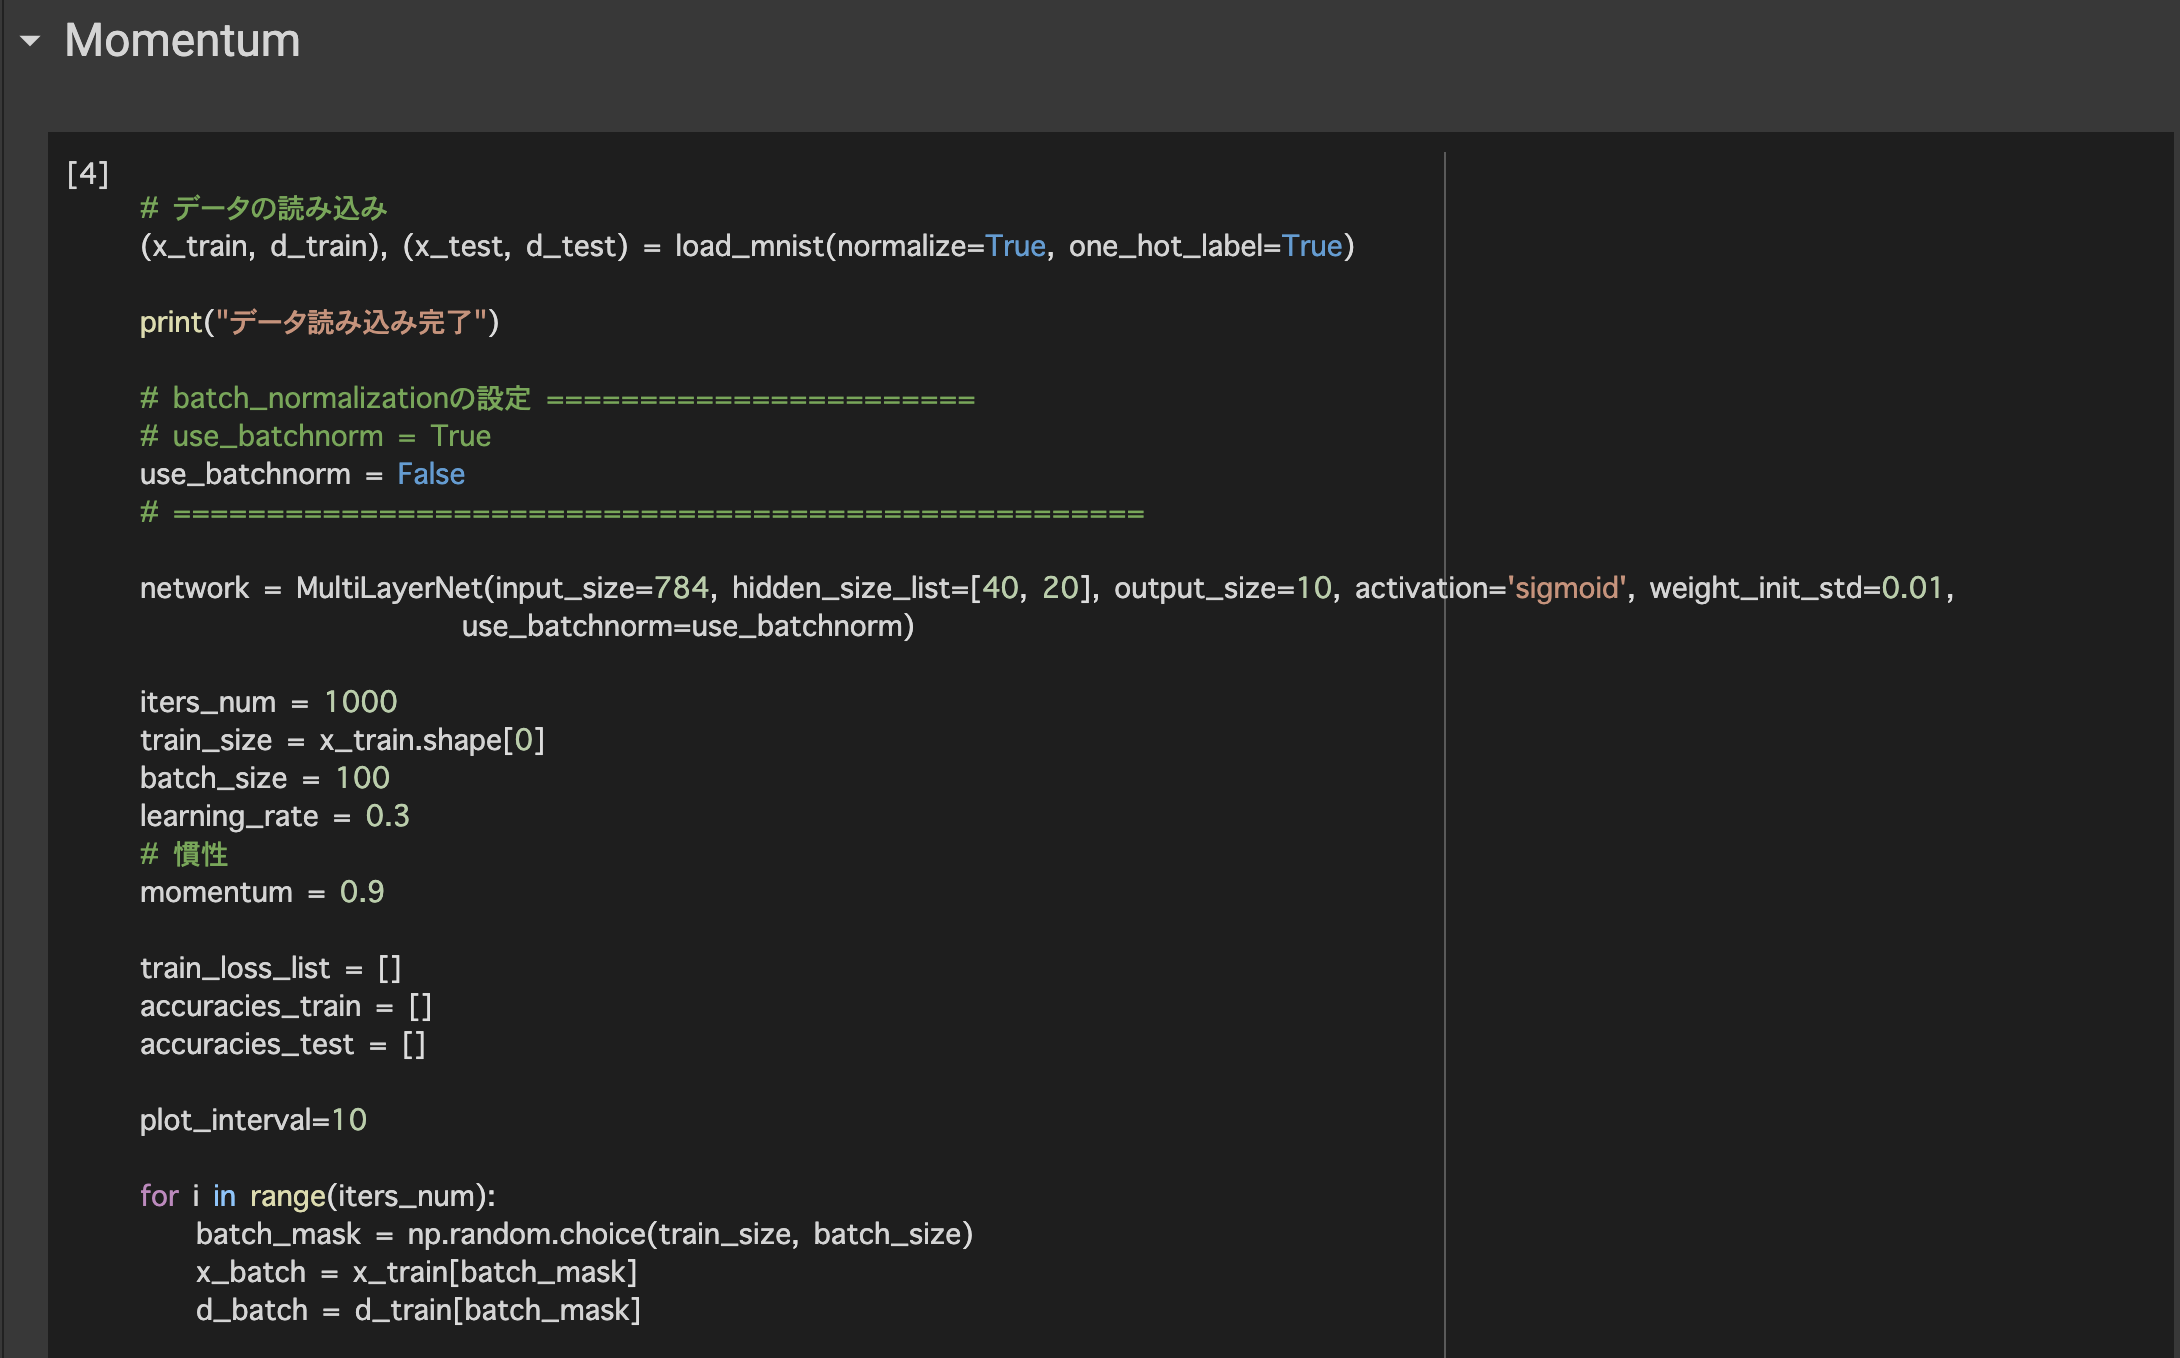 Momentum
[4]
# データの読み込み
(x_train, d_train), (x_test, d_test) = load_mnist(normalize=True, one_hot_label=True)
print("データ読み込み完了")
# batch_normalizationの設定 =======================
# use_batchnorm = True
use_batchnorm = False
# ====================================================
network = MultiLayerNet(input_size=784, hidden_size_list=[40, 20], output_size=10, activation='sigmoid', weight_init_std=0.01,
use_batchnorm=use_batchnorm)
iters_num = 1000
train_size = x_train.shape[0]
batch_size = 100
learning_rate = 0.3
# 慣性
momentum = 0.9
train_loss_list = []
accuracies_train = []
accuracies_test = []
plot_interval=10
for i in range(iters_num):
batch_mask = np.random.choice(train_size, batch_size)
x_batch = x_train[batch_mask]
d_batch = d_train[batch_mask]